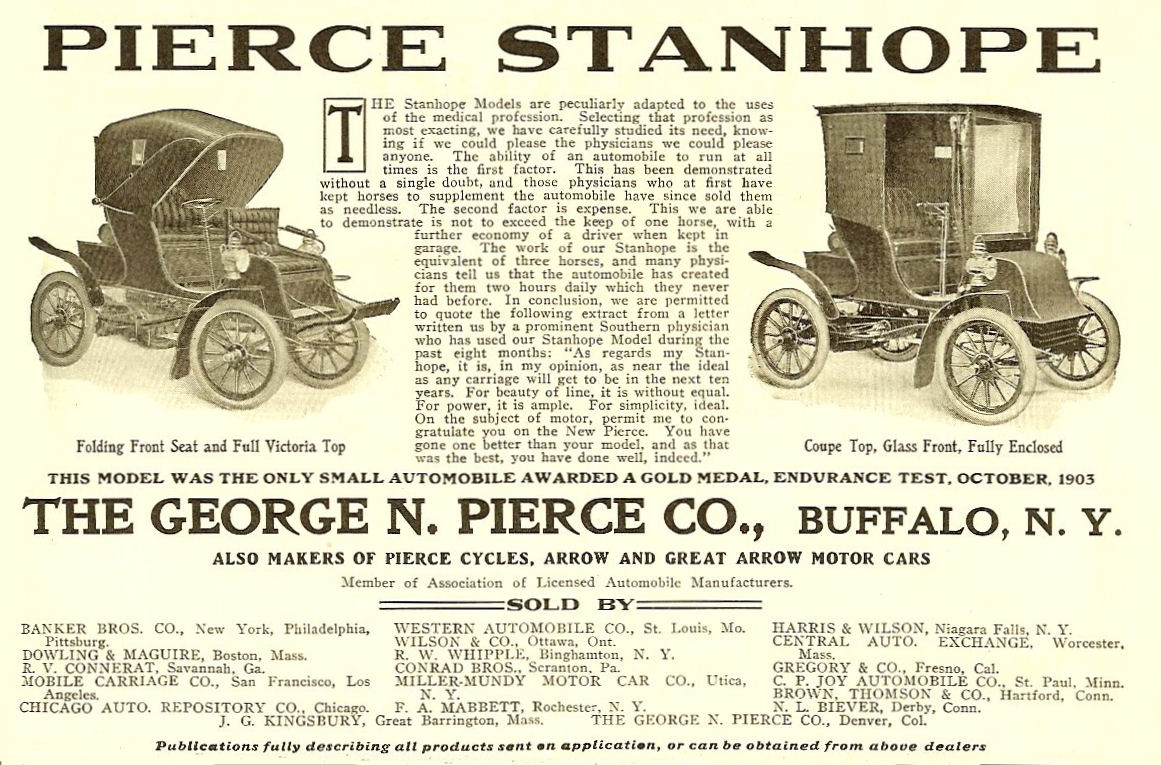 PIERCE STANHOPE
THE Stanhope Models are peculiarly adapted to the uses
of the medical profession. Selecting that profession as
most exacting, we have carefully studied its need, know-
ing if we could please the physicians we could please
anyone. The ability of an automobile to run at all
times is the first factor. This has been demonstrated
without a single doubt, and those physicians who at first have
kept horses to supplement the automobile have since sold them
as needless. The second factor is expense. This we are able
to demonstrate is not to exceed the keep of one horse, with a
further economy of a driver when kept in
garage. The work of our Stanhope is the
equivalent of three horses, and many physi-
cians tell us that the automobile has created
for them two hours daily which they never
had before. In conclusion, we are permitted
to quote the following extract from a letter
written us by a prominent Southern physician
who has used our Stanhope Model during the
past eight months: "As regards my Stan-
hope, it is, in my opinion, as near the ideal
as any carriage will get to be in the next ten
years. For beauty of line, it is without equal.
For power, it is ample. For simplicity, ideal.
On the subject of motor, permit me to con-
gratulate you on the New Pierce. You have
gone one better than your model, and as that
was the best, you have done well, indeed."
Folding Front Seat and Full Victoria Top
Coupe Top, Glass Front, Fully Enclosed
THIS MODEL WAS THE ONLY SMALL AUTOMOBILE AWARDED A GOLD MEDAL, ENDURANCE TEST, OCTOBER, 1903
THE GEORGE N. PIERCE CO., BUFFALO, N. Y.
ALSO MAKERS OF PIERCE CYCLES, ARROW AND GREAT ARROW MOTOR CARS
Member of Association of Licensed Automobile Manufacturers.
SOLD BY
BANKER BROS. CO., New York, Philadelphia,
Pittsburg.
DOWLING & MAGUIRE, Boston, Mass.
R. V. CONNERAT, Savannah, Ga.
MOBILE CARRIAGE CO., San Francisco, Los
Angeles.
CHICAGO AUTO. REPOSITORY CO., Chicago.
WESTERN AUTOMOBILE CO., St. Louis, Mo.
WILSON & CO., Ottawa, Ont.
R. W. WHIPPLE, Binghamton, N. Y.
CONRAD BROS., Scranton, Pa.
MILLER-MUNDY MOTOR CAR CO., Utica,
N. Y.
F. A. MABBETT, Rochester, N. Y.
HARRIS & WILSON, Niagara Falls, N. Y.
CENTRAL AUTO. EXCHANGE, Worcester,
Mass.
GREGORY & CO., Fresno, Cal.
C. P. JOY AUTOMOBILE CO., St. Paul, Minn.
BROWN, THOMSON & CO., Hartford, Conn.
N. L. BIEVER, Derby, Conn.
J. G. KINGSBURY, Great Barrington, Mass. THE GEORGE N. PIERCE CO., Denver, Col.
Publications fully describing all products sent on application, or can be obtained from above dealers